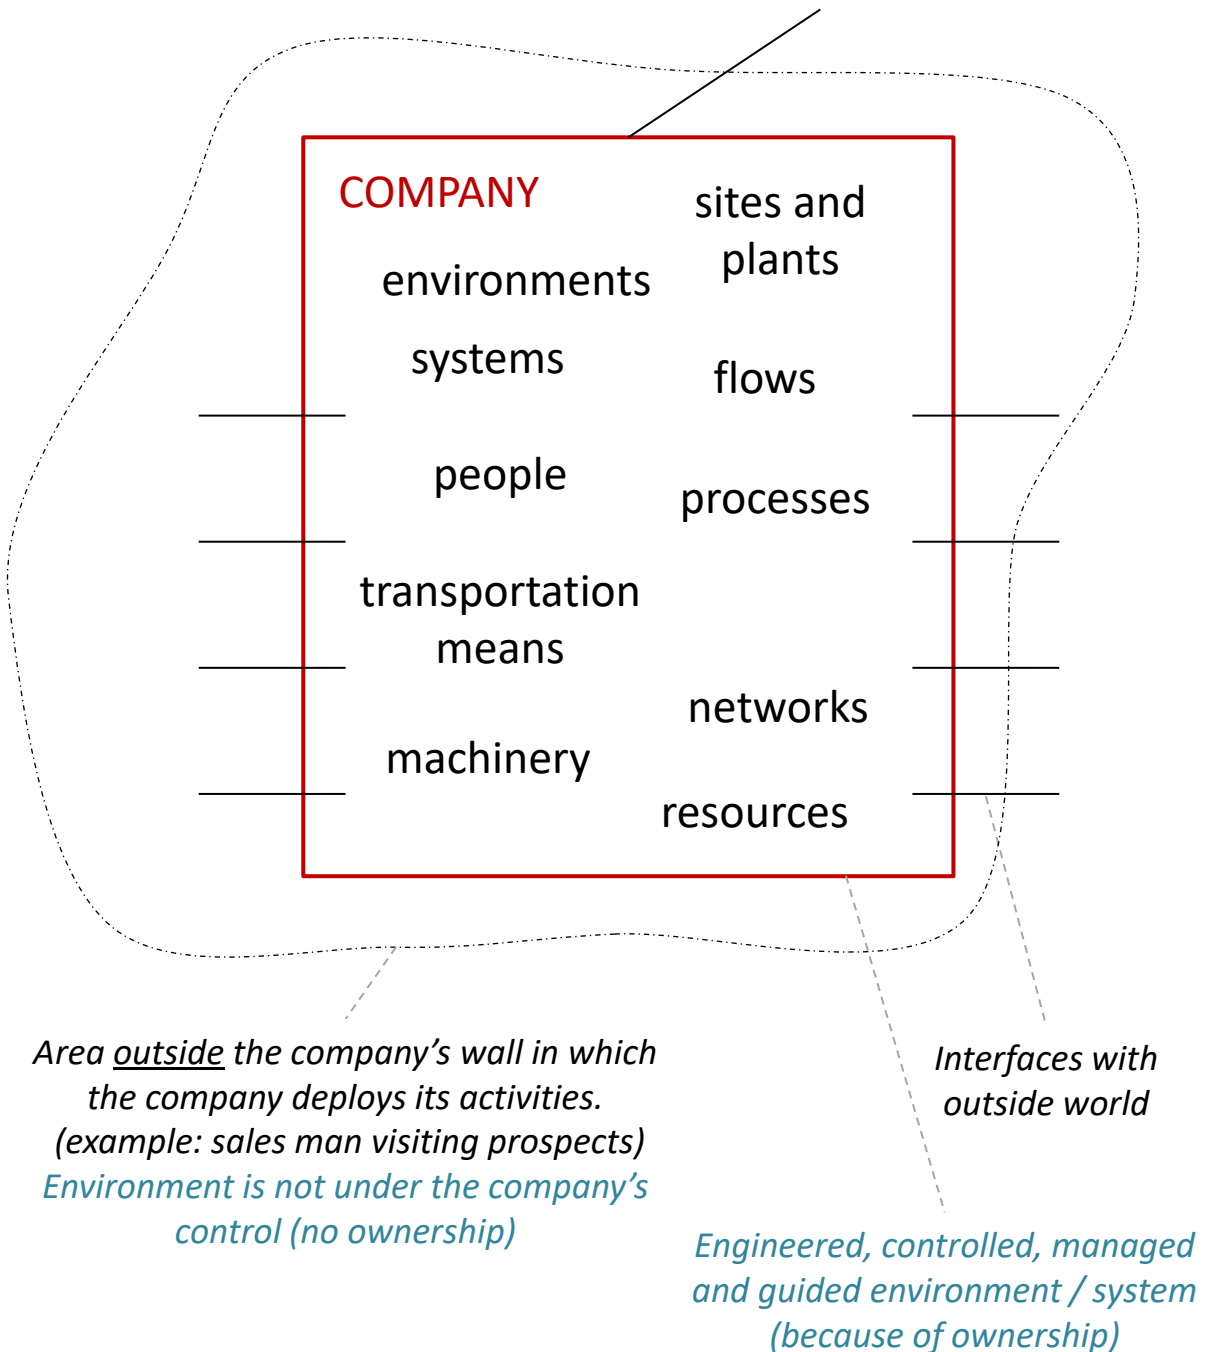 COMPANY
sites and
plants
environments
systems
flows
people
processes
transportation
means
networks
machinery
resources
Area outside the company’s wall in which
the company deploys its activities.
(example: sales man visiting prospects)
Environment is not under the company’s
control (no ownership)
Interfaces with
outside world
Engineered, controlled, managed
and guided environment / system
(because of ownership)